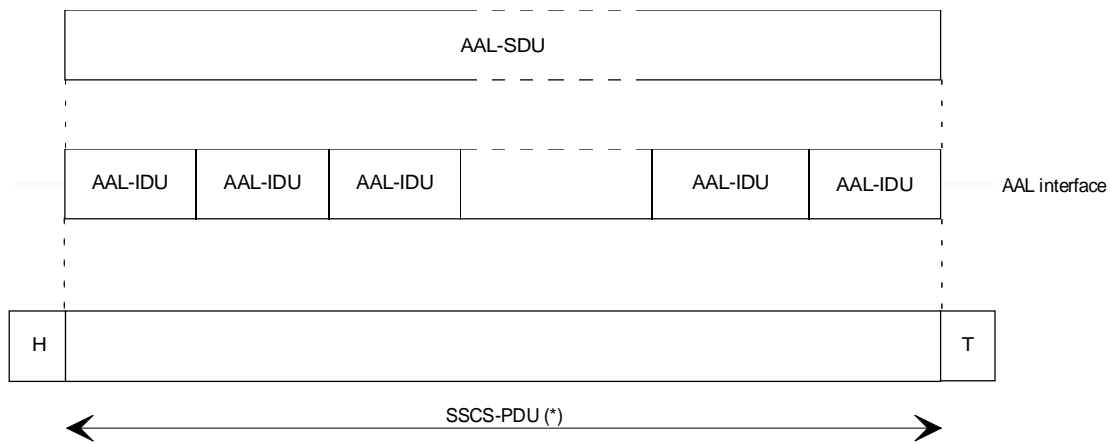 AAL-SDU
AAL-IDU AAL-IDU AAL-IDU AAL-IDU AAL-IDU AAL interface
H T
SSCS-PDU (*)